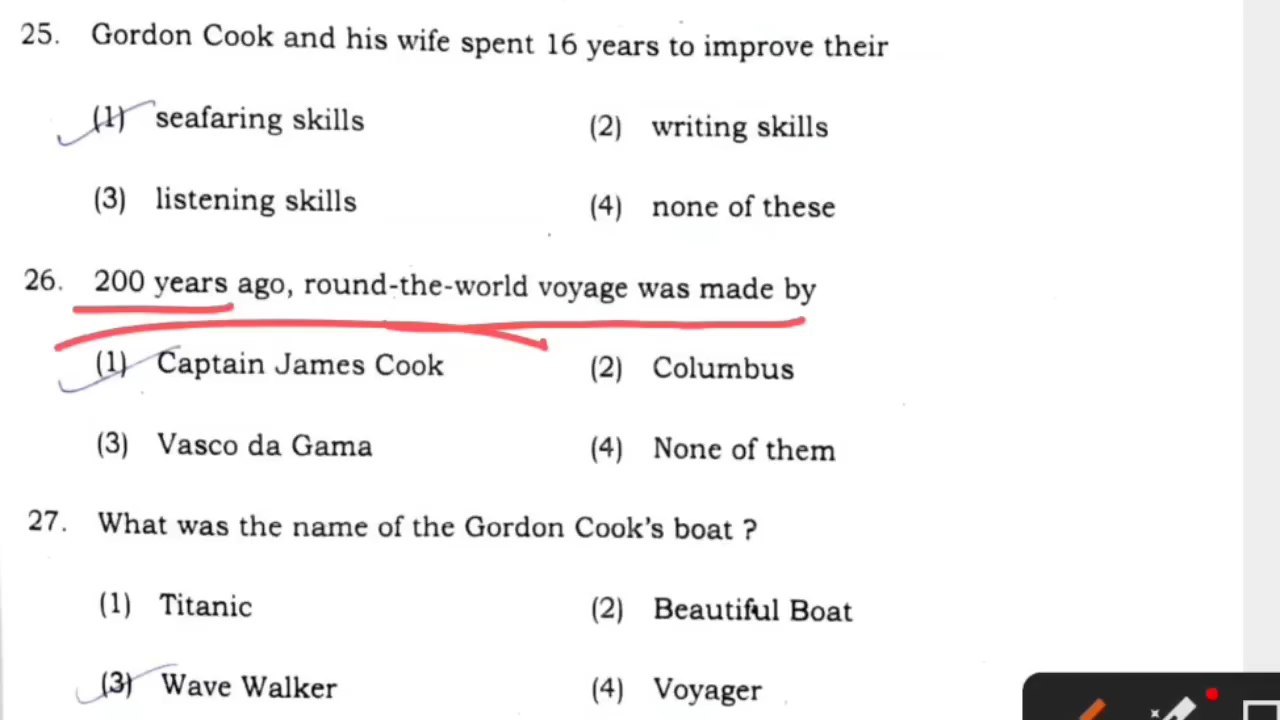 25. Gordon Cook and his wife spent 16 years to improve their
(1) seafaring skills (2) writing skills
(3) listening skills (4) none of these
26. 200 years ago, round-the-world voyage was made by
(1) Captain James Cook (2) Columbus
(3) Vasco da Gama (4) None of them
27. What was the name of the Gordon Cook's boat ?
(1) Titanic (2) Beautiful Boat
(3) Wave Walker (4) Voyager